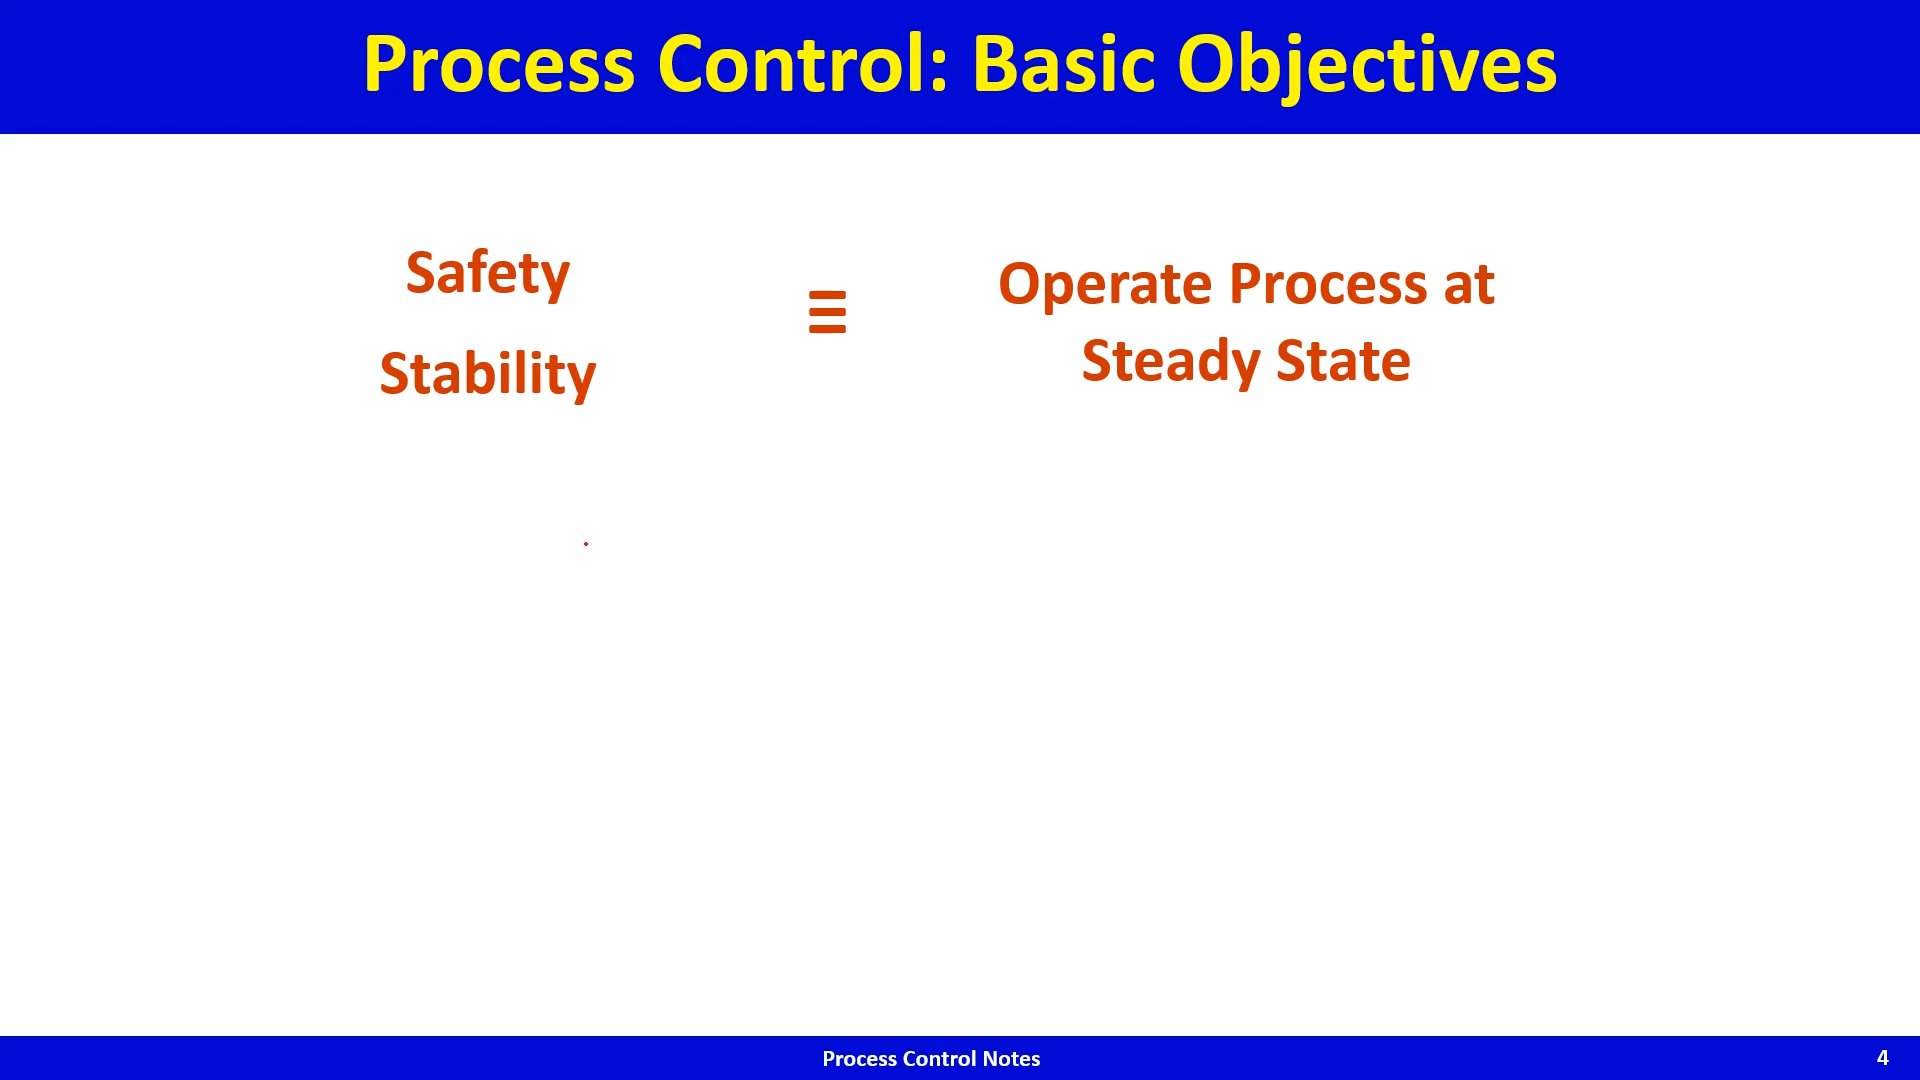 Process Control: Basic Objectives
Safety
Stability
≡
Operate Process at
Steady State
Process Control Notes
4